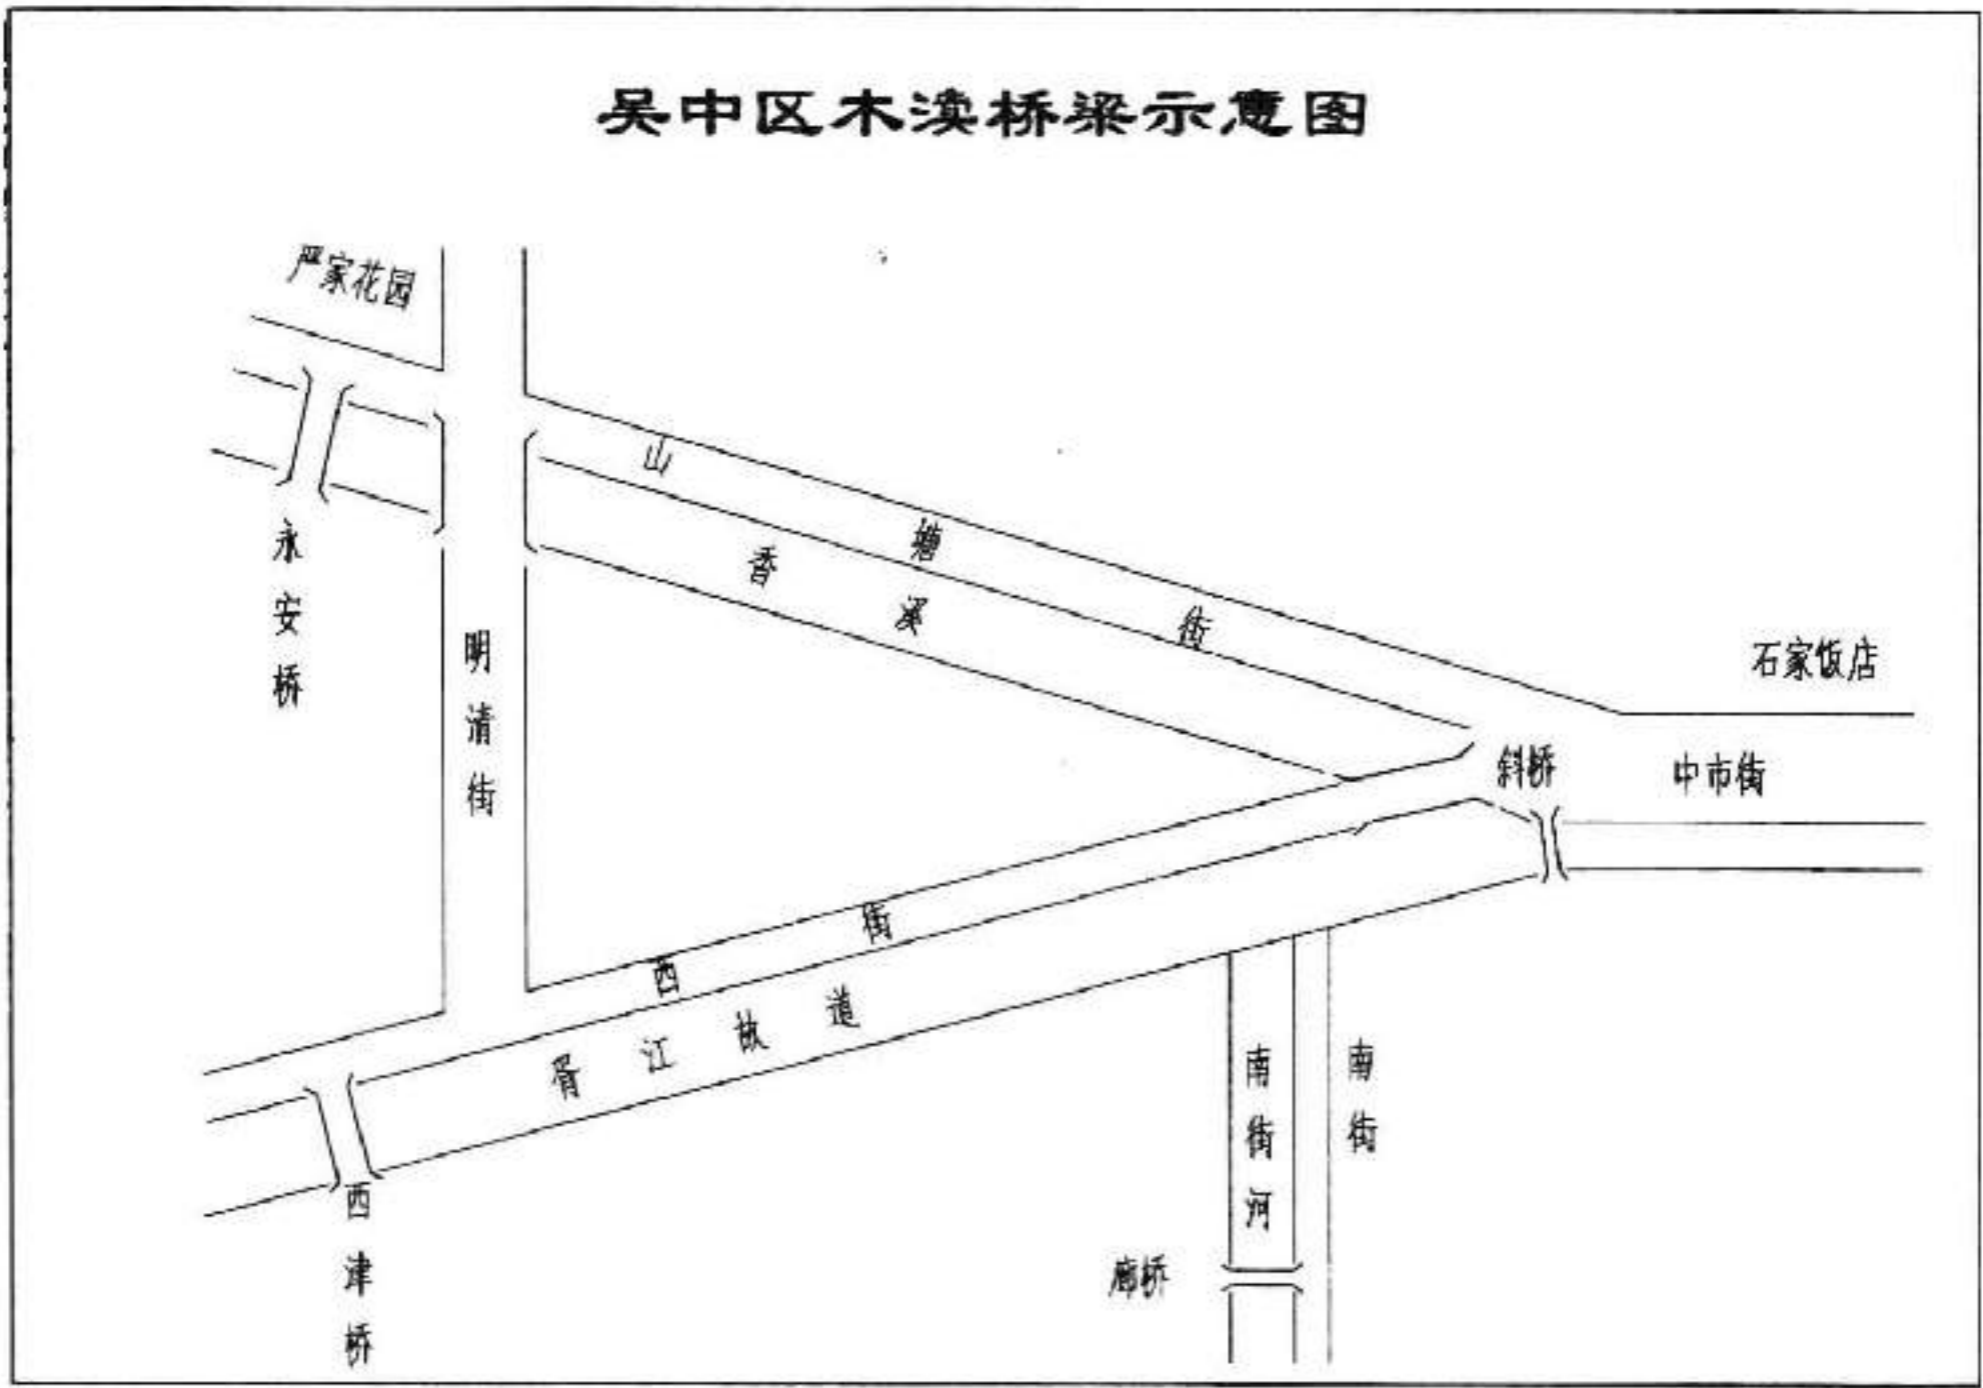 吴中区木渎桥梁示意图
严家花园
山塘街
香溪
永安桥
明清街
石家饭店
斜桥
中市街
西街
胥江故道
南街河
南街
西津桥
廊桥